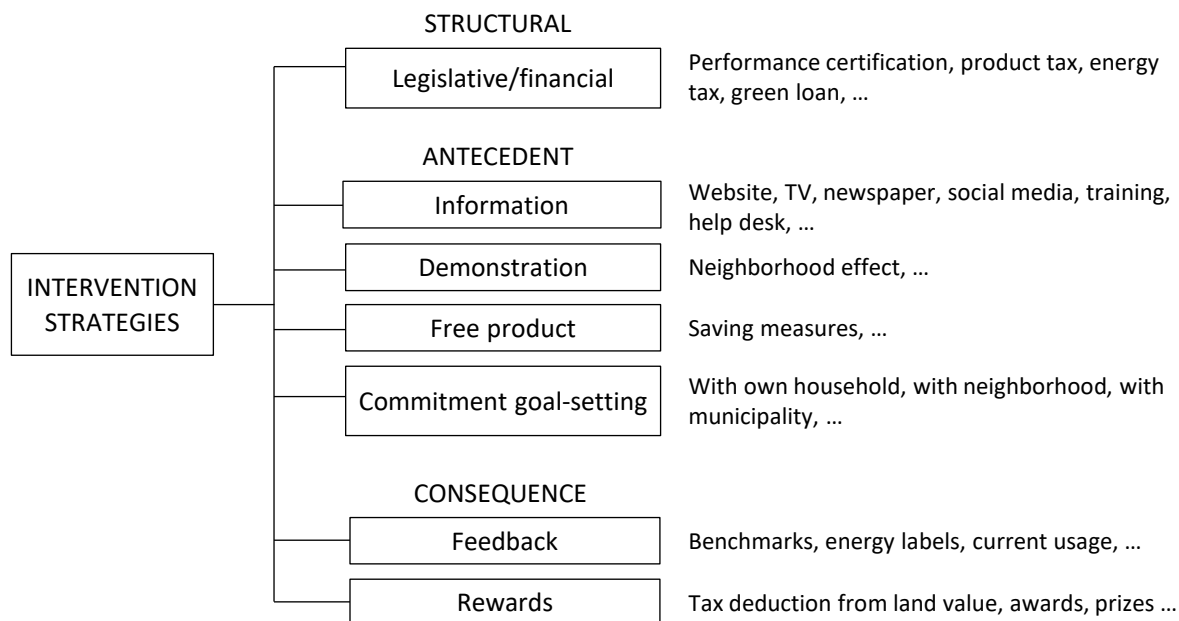 STRUCTURAL
Legislative/financial
Performance certification, product tax, energy
tax, green loan, …
ANTECEDENT
Information
Website, TV, newspaper, social media, training,
help desk, …
Demonstration
Neighborhood effect, …
INTERVENTION
STRATEGIES
Free product
Saving measures, …
Commitment goal-setting
With own household, with neighborhood, with
municipality, …
CONSEQUENCE
Feedback
Benchmarks, energy labels, current usage, …
Rewards
Tax deduction from land value, awards, prizes …